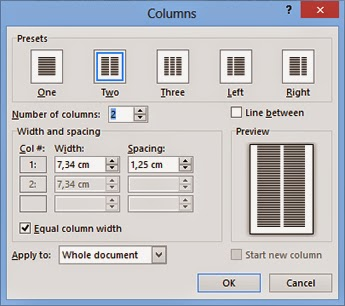 Columns
?
Presets
One Two Three Left Right
Number of columns: 2 Line between
Width and spacing Preview
Col #: Width: Spacing:
1: 7,34 cm 1,25 cm
2: 7,34 cm
Equal column width
Apply to: Whole document Start new column
OK Cancel